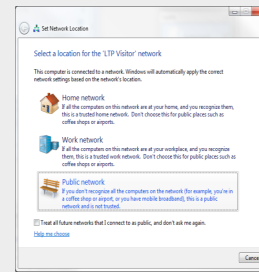 Set Network Location
Select a location for the 'LTP Visitor' network
This computer is connected to a network. Windows will automatically apply the correct
network settings based on the network's location.
Home network
If all the computers on this network are at your home, and you recognize them,
this is a trusted home network. Don't choose this for public places such as
coffee shops or airports.
Work network
If all the computers on this network are at your workplace, and you recognize
them, this is a trusted work network. Don't choose this for public places such as
coffee shops or airports.
Public network
If you don't recognize all the computers on the network (for example, you're in
a coffee shop or airport, or you have mobile broadband), this is a public
network and is not trusted.
Treat all future networks that I connect to as public, and don't ask me again.
Help me choose
Cance